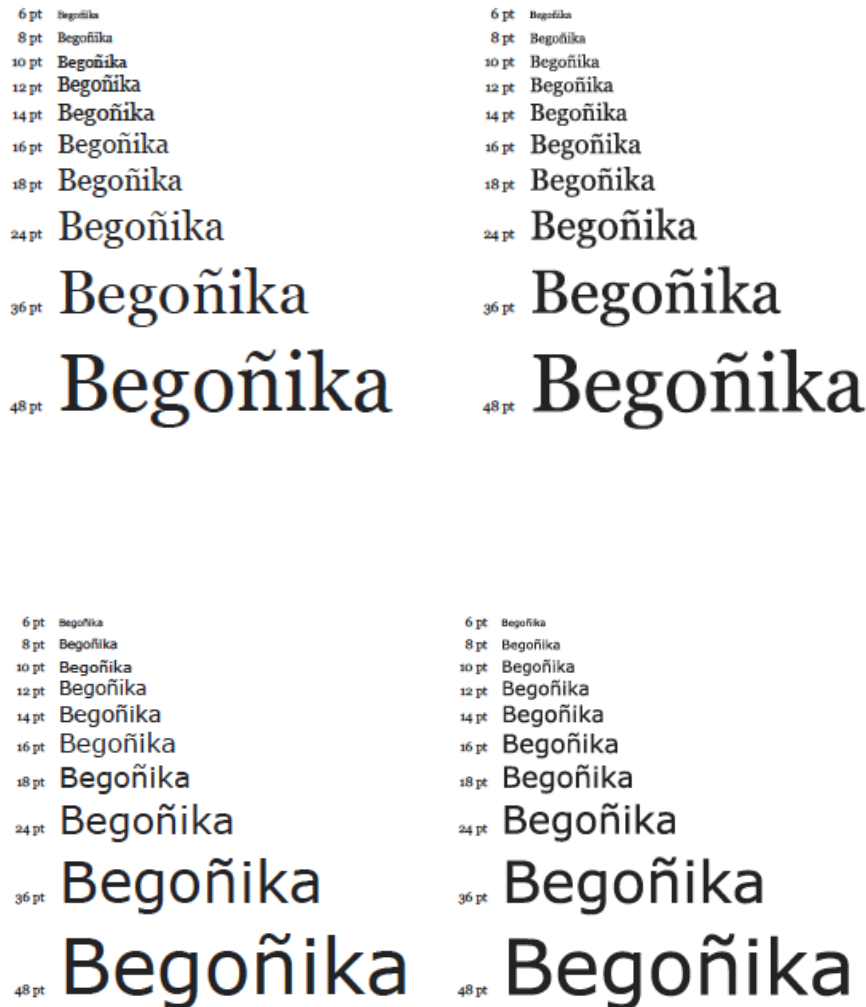 6 pt Begoñika
8 pt Begoñika
10 pt Begoñika
12 pt Begoñika
14 pt Begoñika
16 pt Begoñika
18 pt Begoñika
24 pt Begoñika
36 pt Begoñika
48 pt Begoñika
6 pt Begoñika
8 pt Begoñika
10 pt Begoñika
12 pt Begoñika
14 pt Begoñika
16 pt Begoñika
18 pt Begoñika
24 pt Begoñika
36 pt Begoñika
48 pt Begoñika
6 pt Begoñika
8 pt Begoñika
10 pt Begoñika
12 pt Begoñika
14 pt Begoñika
16 pt Begoñika
18 pt Begoñika
24 pt Begoñika
36 pt Begoñika
48 pt Begoñika
6 pt Begoñika
8 pt Begoñika
10 pt Begoñika
12 pt Begoñika
14 pt Begoñika
16 pt Begoñika
18 pt Begoñika
24 pt Begoñika
36 pt Begoñika
48 pt Begoñika